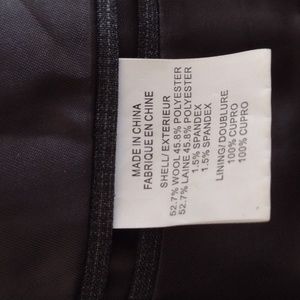 MADE IN CHINA
FABRIQUE EN CHINE
SHELL/ EXTERIEUR
52.7% WOOL 45.8% POLYESTER
52.7% LAINE 45.8% POLYESTER
1.5% SPANDEX
1.5% SPANDEX
LINING/ DOUBLURE
100% CUPRO
100% CUPRO